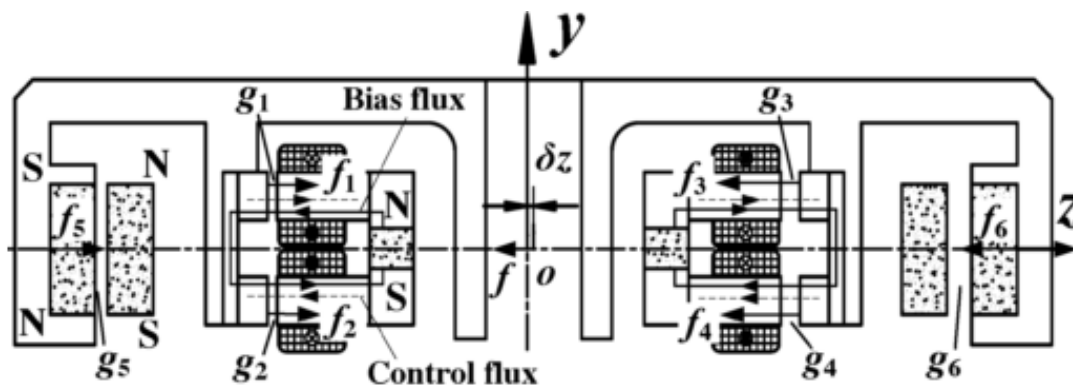 y
g1
Bias flux
g3
δz
S
N
f1
N
f3
f5
f
o
f6
z
S
N
S
f2
f4
g5
g2
Control flux
g4
g6